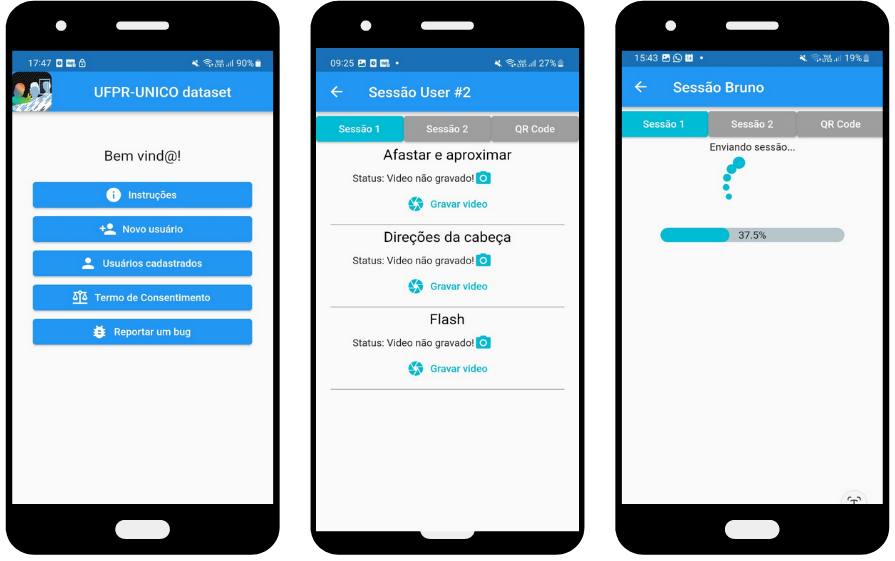 17:47
90%
UFPR-UNICO dataset
Bem vind@!
Instruções
Novo usuário
Usuários cadastrados
Termo de Consentimento
Reportar um bug
09:25
27%
Sessão User #2
Sessão 1 Sessão 2 QR Code
Afastar e aproximar
Status: Video não gravado!
Gravar video
Direções da cabeça
Status: Video não gravado!
Gravar video
Flash
Status: Video não gravado!
Gravar video
15:43
19%
Sessão Bruno
Sessão 1 Sessão 2 QR Code
Enviando sessão...
37.5%